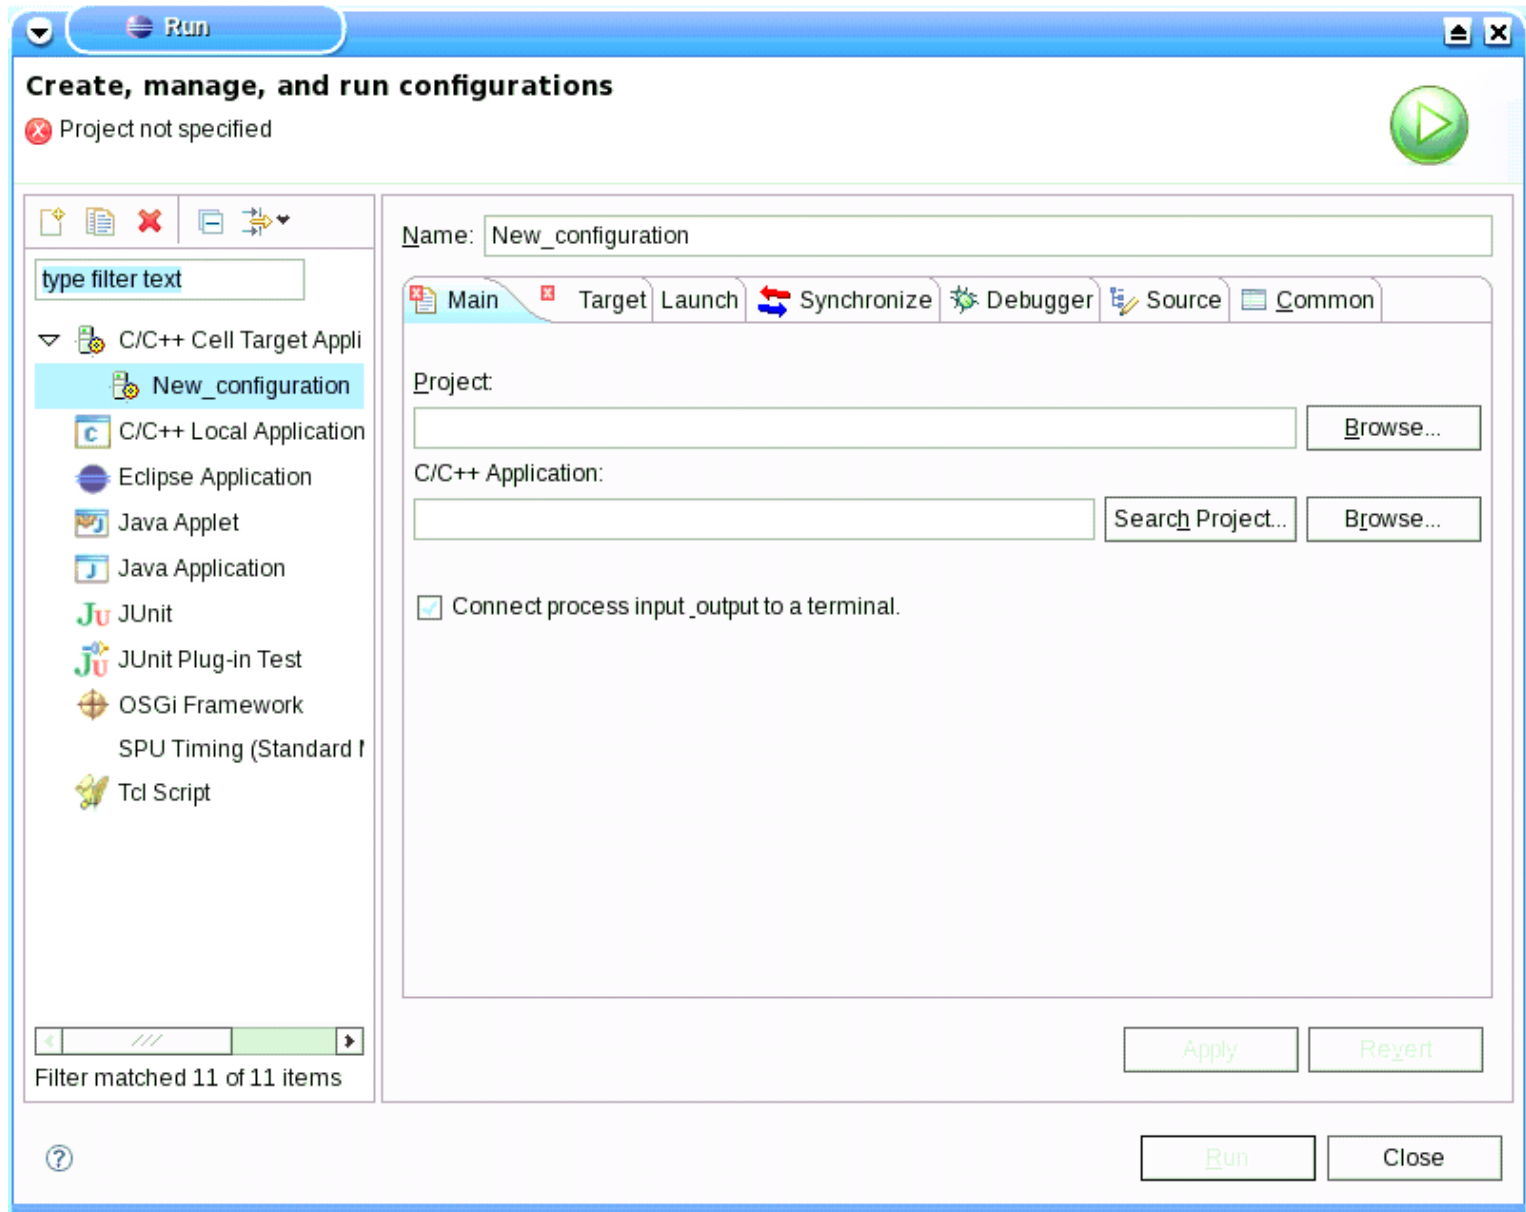 Run
Create, manage, and run configurations
Project not specified
type filter text
C/C++ Cell Target Appli
New_configuration
C/C++ Local Application
Eclipse Application
Java Applet
Java Application
JUnit
JUnit Plug-in Test
OSGi Framework
SPU Timing (Standard
Tcl Script
Filter matched 11 of 11 items
Name: New_configuration
Main Target Launch Synchronize Debugger Source Common
Project:
Browse...
C/C++ Application:
Search Project... Browse...
Connect process input _output to a terminal.
Apply Revert
Run Close